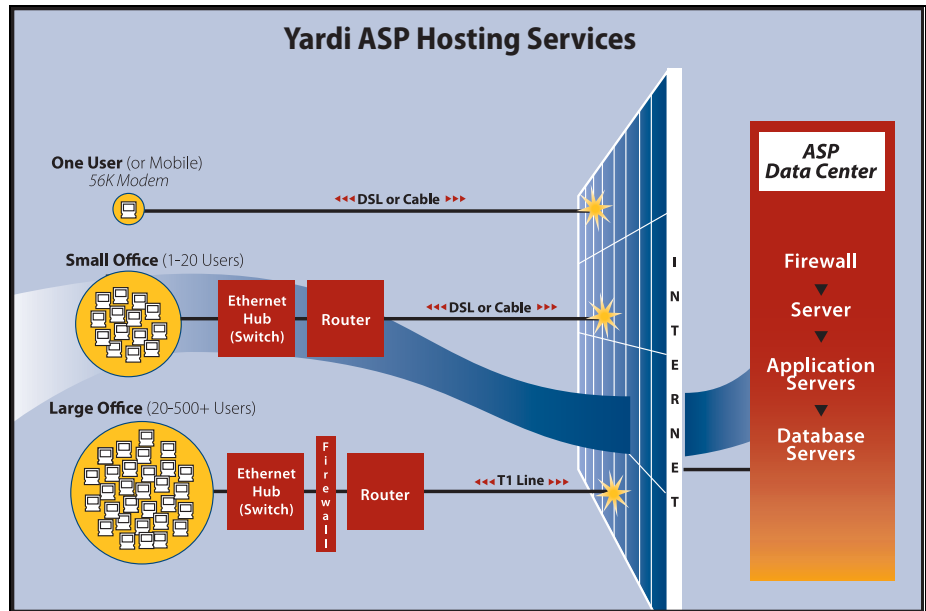 Yardi ASP Hosting Services
One User (or Mobile)
56K Modem
DSL or Cable
Small Office (1-20 Users)
Ethernet
Hub
(Switch)
Router
DSL or Cable
Large Office (20-500+ Users)
Ethernet
Hub
(Switch)
Firewall
Router
T1 Line
INTERNET
ASP
Data Center
Firewall
Server
Application
Servers
Database
Servers